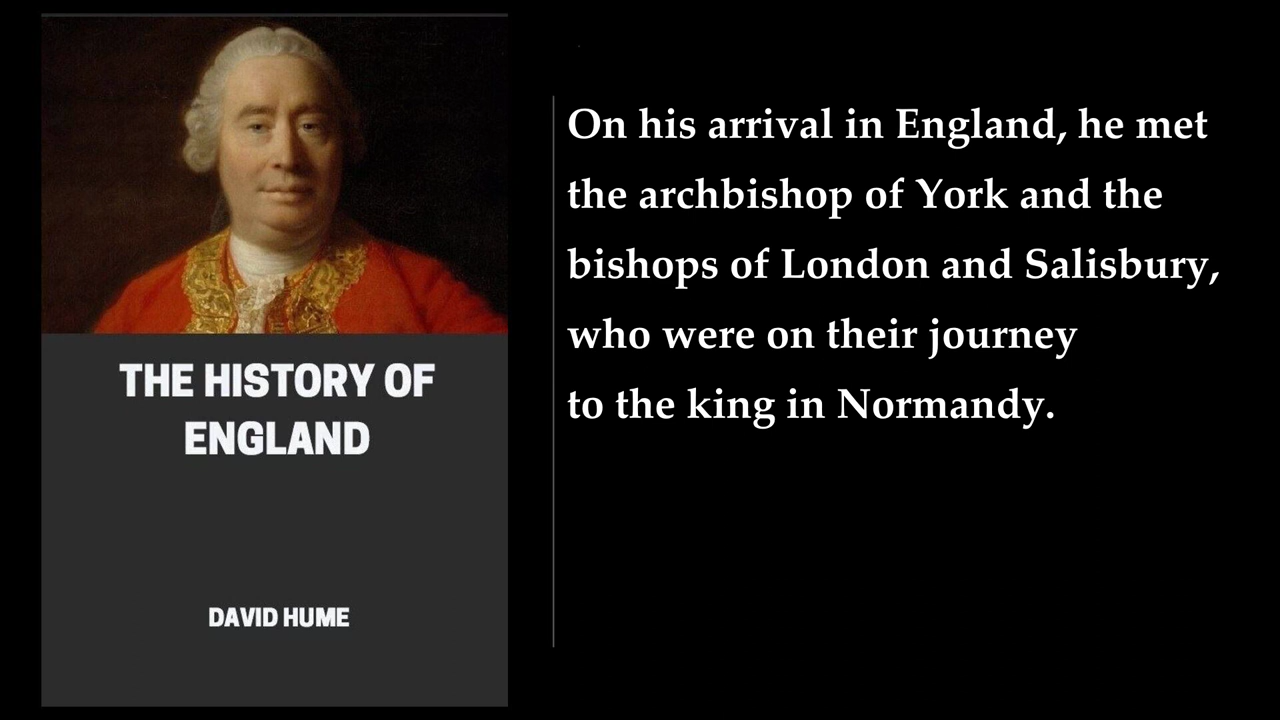 THE HISTORY OF
ENGLAND
DAVID HUME
On his arrival in England, he met
the archbishop of York and the
bishops of London and Salisbury,
who were on their journey
to the king in Normandy.